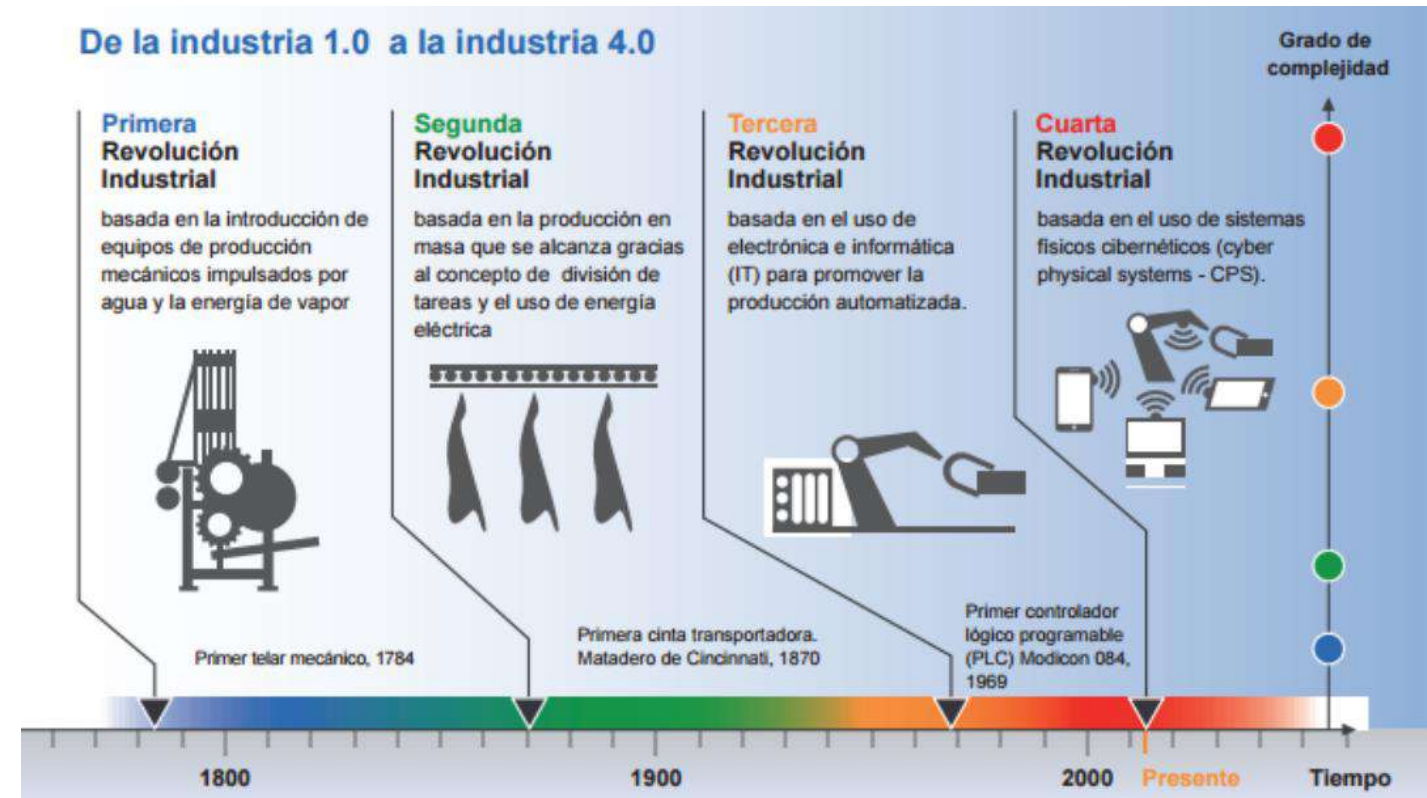 De la industria 1.0 a la industria 4.0
Grado de
complejidad
Primera
Revolución
Industrial
basada en la introducción de
equipos de producción
mecánicos impulsados por
agua y la energía de vapor
Segunda
Revolución
Industrial
basada en la producción en
masa que se alcanza gracias
al concepto de división de
tareas y el uso de energía
eléctrica
Tercera
Revolución
Industrial
basada en el uso de
electrónica e informática
(IT) para promover la
producción automatizada.
Cuarta
Revolución
Industrial
basada en el uso de sistemas
físicos cibernéticos (cyber
physical systems - CPS).
Primer telar mecánico, 1784
Primera cinta transportadora.
Matadero de Cincinnati, 1870
Primer controlador
lógico programable
(PLC) Modicon 084,
1969
1800
1900
2000
Presente
Tiempo